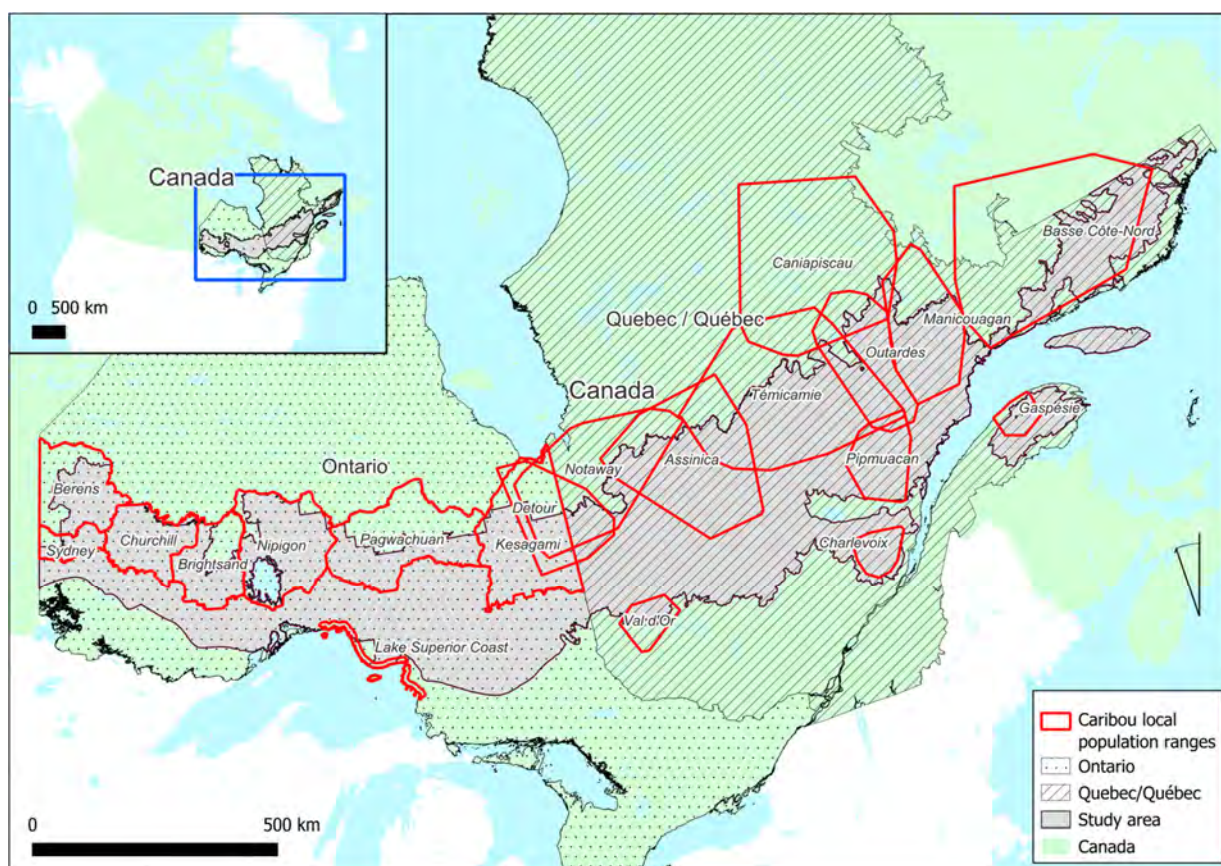 Canada
0 500 km
Basse Côte-Nord
Caniapiscau
Manicouagan
Quebec / Québec
Outardes
Canada
Témicamie
Gaspésie
Ontario
Notaway
Assinica
Pipmuacan
Berens
Detour
Churchill
Nipigon
Pagwachuan
Kesagami
Sydney
Brightsand
Charlevoix
Val d'Or
Lake Superior Coast
Caribou local
population ranges
Ontario
Quebec/Québec
Study area
Canada
0 500 km